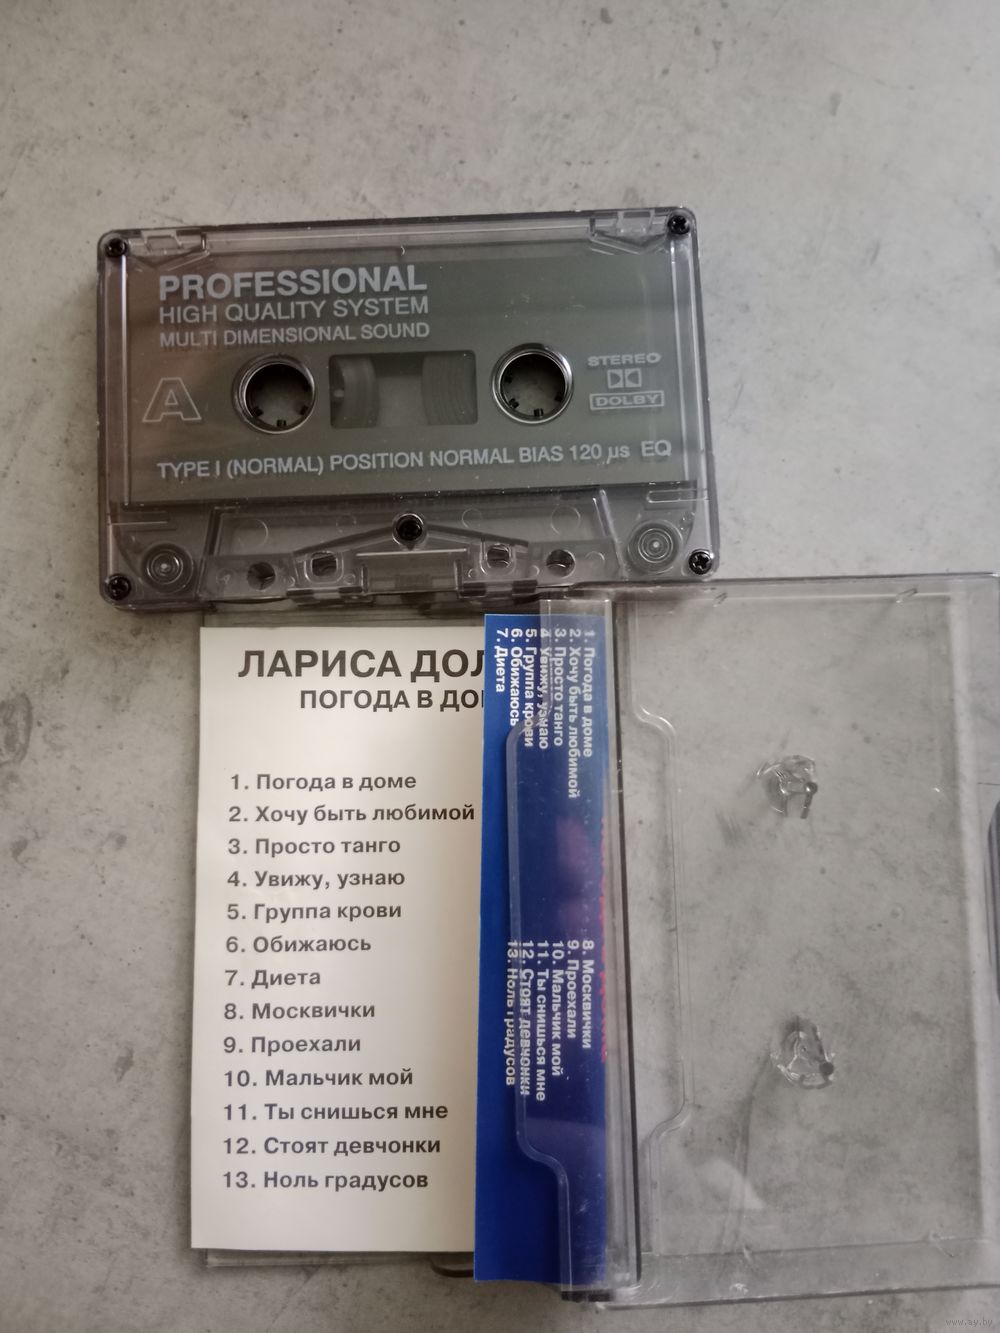 PROFESSIONAL
HIGH QUALITY SYSTEM
MULTI DIMENSIONAL SOUND
A
STEREO
DOLBY
TYPE I (NORMAL) POSITION NORMAL BIAS 120 µs EQ
ЛАРИСА ДОЛ
ПОГОДА В ДО
1. Погода в доме
2. Хочу быть любимой
3. Просто танго
4. Увижу, узнаю
5. Группа крови
6. Обижаюсь
7. Диета
8. Москвички
9. Проехали
10. Мальчик мой
11. Ты снишься мне
12. Стоят девчонки
13. Ноль градусов
1. Погода в доме
2. Хочу быть любимой
3. Просто танго
4. Увижу, узнаю
5. Группа крови
6. Обижаюсь
7. Диета
8. Москвички
9. Проехали
10. Мальчик мой
11. Ты снишься мне
12. Стоят девчонки
13. Ноль градусов
www.ay.by